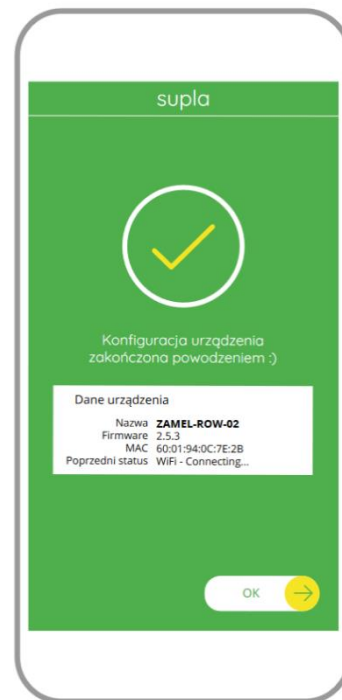 supla
Konfiguracja urządzenia
zakończona powodzeniem :)
Dane urządzenia
Nazwa ZAMEL-ROW-02
Firmware 2.5.3
MAC 60:01:94:0C:7E:2B
Poprzedni status WiFi - Connecting...
OK